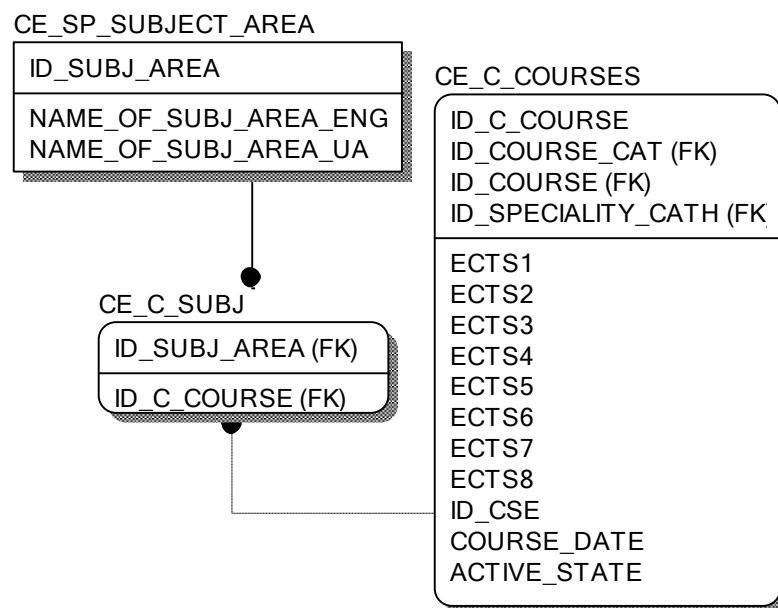 CE_SP_SUBJECT_AREA
ID_SUBJ_AREA
NAME_OF_SUBJ_AREA_ENG
NAME_OF_SUBJ_AREA_UA
CE_C_SUBJ
ID_SUBJ_AREA (FK)
ID_C_COURSE (FK)
CE_C_COURSES
ID_C_COURSE
ID_COURSE_CAT (FK)
ID_COURSE (FK)
ID_SPECIALITY_CATH (FK)
ECTS1
ECTS2
ECTS3
ECTS4
ECTS5
ECTS6
ECTS7
ECTS8
ID_CSE
COURSE_DATE
ACTIVE_STATE